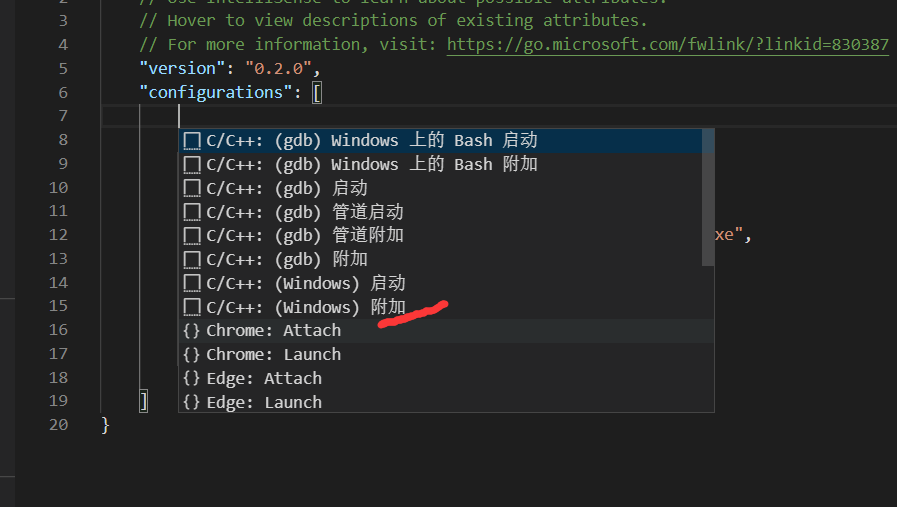 2 // Use IntelliSense to learn about possible attributes.
3 // Hover to view descriptions of existing attributes.
4 // For more information, visit: https://go.microsoft.com/fwlink/?linkid=830387
5 "version": "0.2.0",
6 "configurations": [
7
8 C/C++: (gdb) Windows 上的 Bash 启动
9 C/C++: (gdb) Windows 上的 Bash 附加
10 C/C++: (gdb) 启动
11 C/C++: (gdb) 管道启动
12 C/C++: (gdb) 管道附加 xe",
13 C/C++: (gdb) 附加
14 C/C++: (Windows) 启动
15 C/C++: (Windows) 附加
16 {} Chrome: Attach
17 {} Chrome: Launch
18 {} Edge: Attach
19 ] {} Edge: Launch
20 }